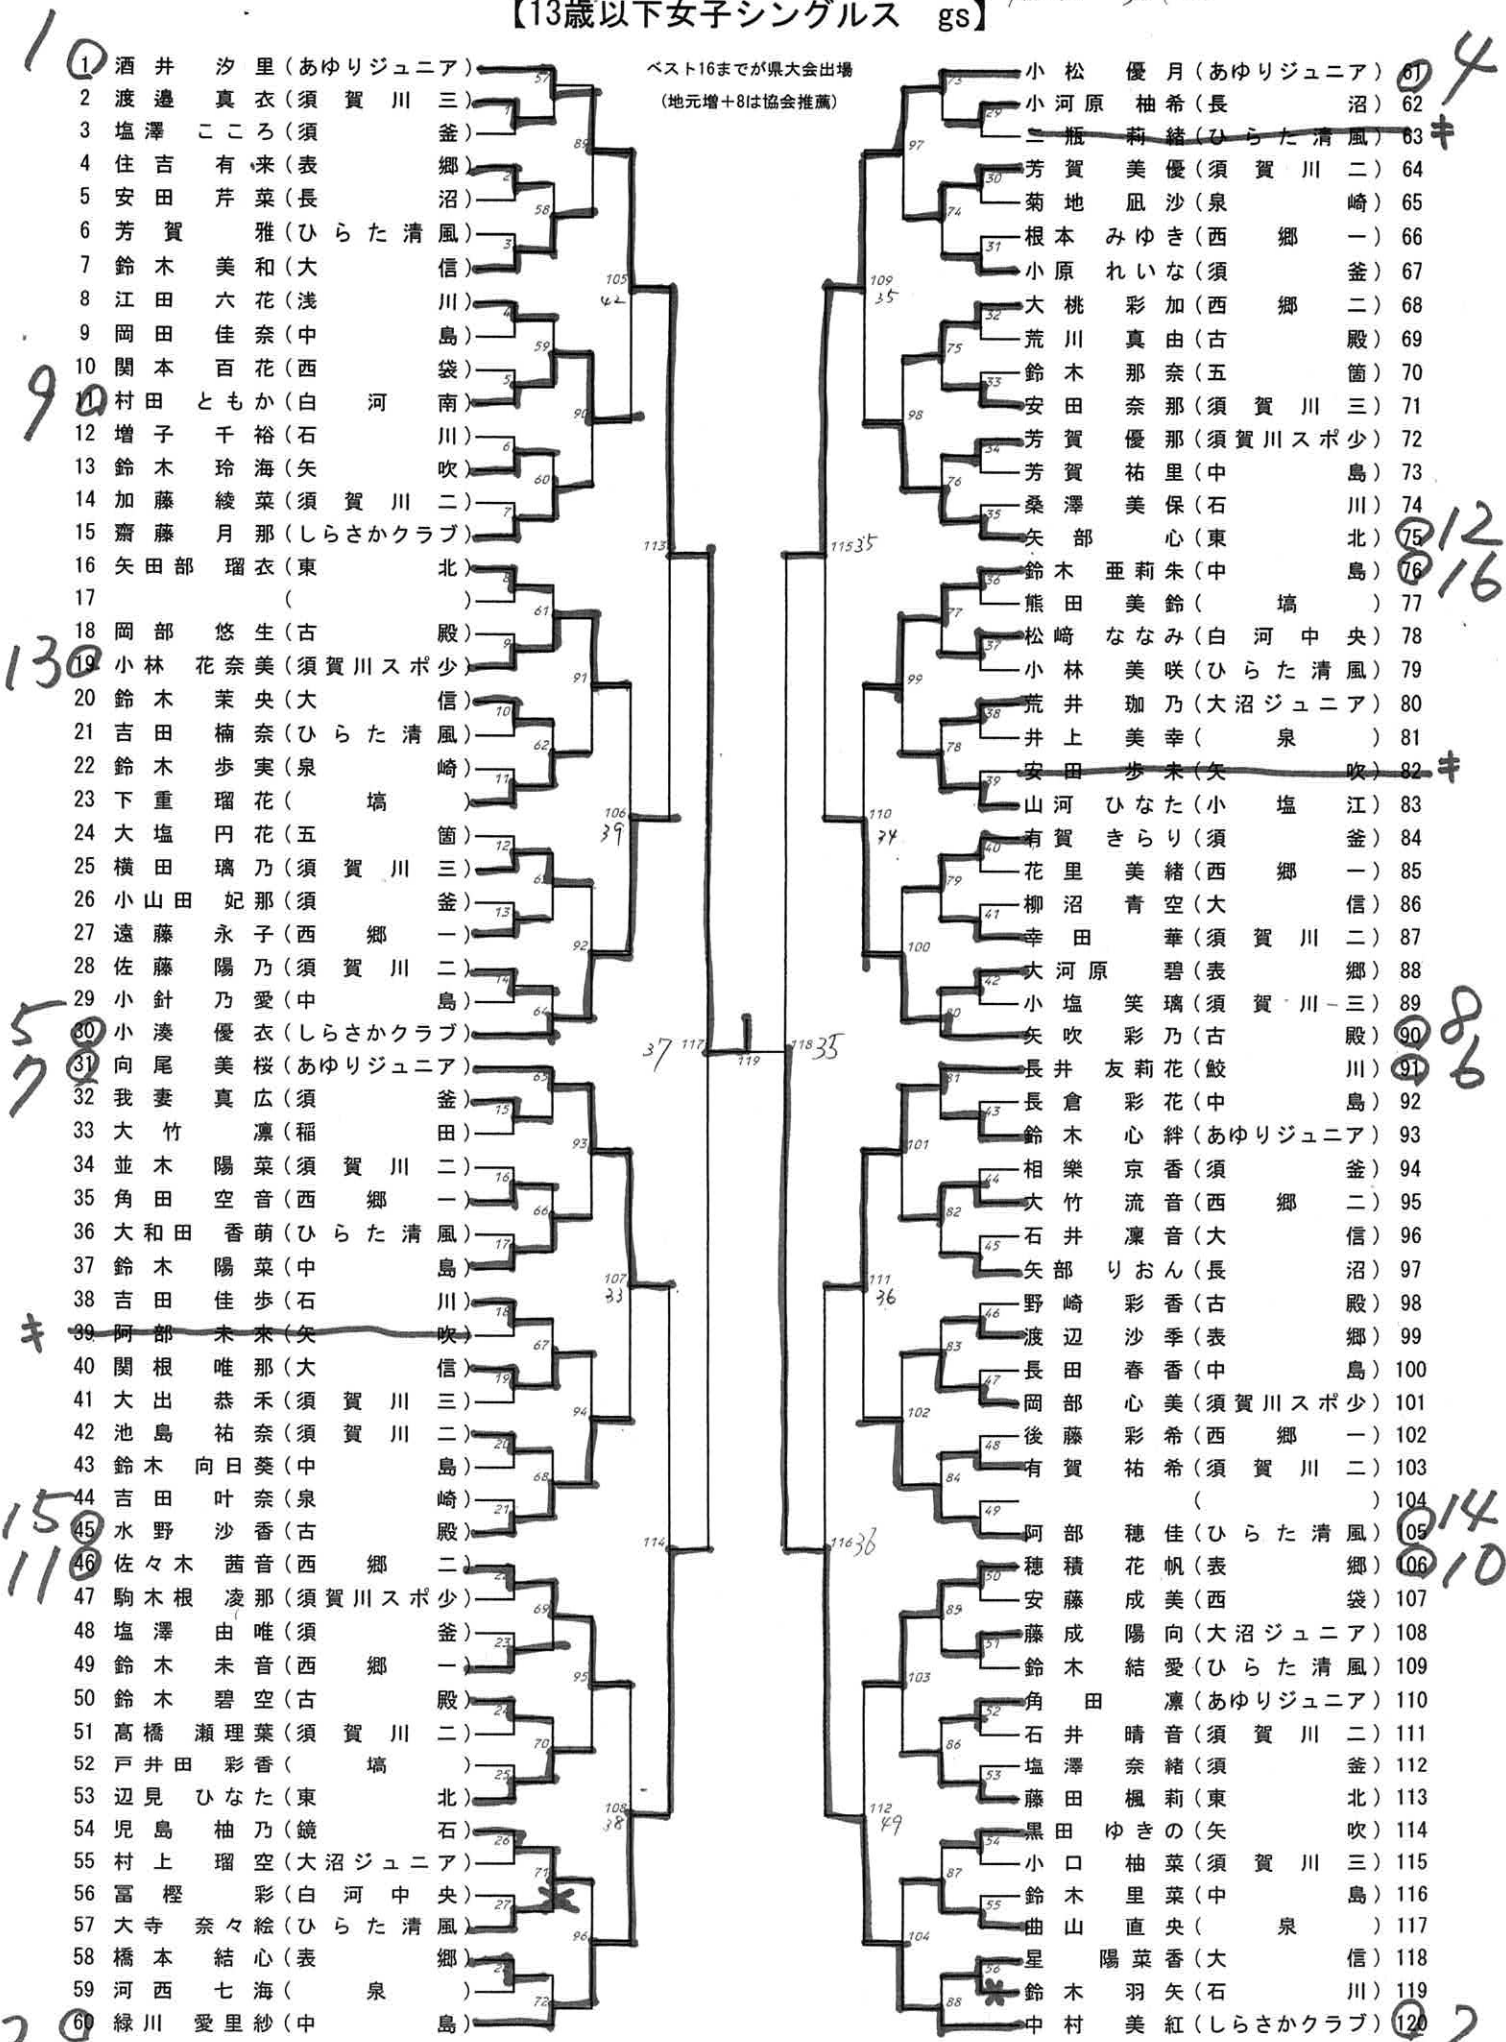 【13歳以下女子シングルス gs】
ベスト16までが県大会出場
(地元増+8は協会推薦)
1 1 酒井 汐里(あゆりジュニア)
2 渡邉 真衣(須賀川三)
3 塩澤 こころ(須釜)
4 住吉 有来(表郷)
5 安田 芹菜(長沼)
6 芳賀 雅(ひらた清風)
7 鈴木 美和(大信)
8 江田 六花(浅川)
9 岡田 佳奈(中島)
10 関本 百花(西袋)
9 11 村田 ともか(白河南)
12 増子 千裕(石川)
13 鈴木 玲海(矢吹)
14 加藤 綾菜(須賀川二)
15 齋藤 月那(しらさかクラブ)
16 矢田部 瑠衣(東北)
17 ( )
18 岡部 悠生(古殿)
13 19 小林 花奈美(須賀川スポ少)
20 鈴木 茉央(大信)
21 吉田 楠奈(ひらた清風)
22 鈴木 歩実(泉崎)
23 下重 瑠花(塙)
24 大塩 円花(五箇)
25 横田 璃乃(須賀川三)
26 小山田 妃那(須釜)
27 遠藤 永子(西郷一)
28 佐藤 陽乃(須賀川二)
29 小針 乃愛(中島)
5 30 小湊 優衣(しらさかクラブ)
7 31 向尾 美桜(あゆりジュニア)
32 我妻 真広(須釜)
33 大竹 凛(稲田)
34 並木 陽菜(須賀川二)
35 角田 空音(西郷一)
36 大和田 香萌(ひらた清風)
37 鈴木 陽菜(中島)
38 吉田 佳歩(石川)
キ 39 阿部 未来(矢吹)
40 関根 唯那(大信)
41 大出 恭禾(須賀川三)
42 池島 祐奈(須賀川二)
43 鈴木 向日葵(中島)
44 吉田 叶奈(泉崎)
15 45 水野 沙香(古殿)
11 46 佐々木 茜音(西郷二)
47 駒木根 凌那(須賀川スポ少)
48 塩澤 由唯(須釜)
49 鈴木 未音(西郷一)
50 鈴木 碧空(古殿)
51 髙橋 瀬理葉(須賀川二)
52 戸井田 彩香(塙)
53 辺見 ひなた(東北)
54 児島 柚乃(鏡石)
55 村上 瑠空(大沼ジュニア)
56 冨樫 彩(白河中央)
57 大寺 奈々絵(ひらた清風)
58 橋本 結心(表郷)
59 河西 七海(泉)
60 緑川 愛里紗(中島)
小松 優月(あゆりジュニア) 61 4
小河原 柚希(長沼) 62
二瓶 莉緒(ひらた清風) 63 キ
芳賀 美優(須賀川二) 64
菊地 凪沙(泉崎) 65
根本 みゆき(西郷一) 66
小原 れいな(須釜) 67
大桃 彩加(西郷二) 68
荒川 真由(古殿) 69
鈴木 那奈(五箇) 70
安田 奈那(須賀川三) 71
芳賀 優那(須賀川スポ少) 72
芳賀 祐里(中島) 73
桑澤 美保(石川) 74
矢部 心(東北) 75 12
鈴木 亜莉朱(中島) 76 16
熊田 美鈴(塙) 77
松﨑 ななみ(白河中央) 78
小林 美咲(ひらた清風) 79
荒井 珈乃(大沼ジュニア) 80
井上 美幸(泉) 81
安田 歩未(矢吹) 82 キ
山河 ひなた(小塩江) 83
有賀 きらり(須釜) 84
花里 美緒(西郷一) 85
柳沼 青空(大信) 86
幸田 華(須賀川二) 87
大河原 碧(表郷) 88
小塩 笑璃(須賀川三) 89
矢吹 彩乃(古殿) 90 8
長井 友莉花(鮫川) 91 6
長倉 彩花(中島) 92
鈴木 心絆(あゆりジュニア) 93
相樂 京香(須釜) 94
大竹 流音(西郷二) 95
石井 凜音(大信) 96
矢部 りおん(長沼) 97
野崎 彩香(古殿) 98
渡辺 沙季(表郷) 99
長田 春香(中島) 100
岡部 心美(須賀川スポ少) 101
後藤 彩希(西郷一) 102
有賀 祐希(須賀川二) 103
( ) 104
阿部 穂佳(ひらた清風) 105 14
穂積 花帆(表郷) 106 10
安藤 成美(西袋) 107
藤成 陽向(大沼ジュニア) 108
鈴木 結愛(ひらた清風) 109
角田 凛(あゆりジュニア) 110
石井 晴音(須賀川二) 111
塩澤 奈緒(須釜) 112
藤田 楓莉(東北) 113
黒田 ゆきの(矢吹) 114
小口 柚菜(須賀川三) 115
鈴木 里菜(中島) 116
曲山 直央(泉) 117
星 陽菜香(大信) 118
鈴木 羽矢(石川) 119
中村 美紅(しらさかクラブ) 120 2
105 42
106 39
107 33
108 38
109 35
110 34
111 36
112 49
113
114
115 35
116 36
37 117
118 35
119